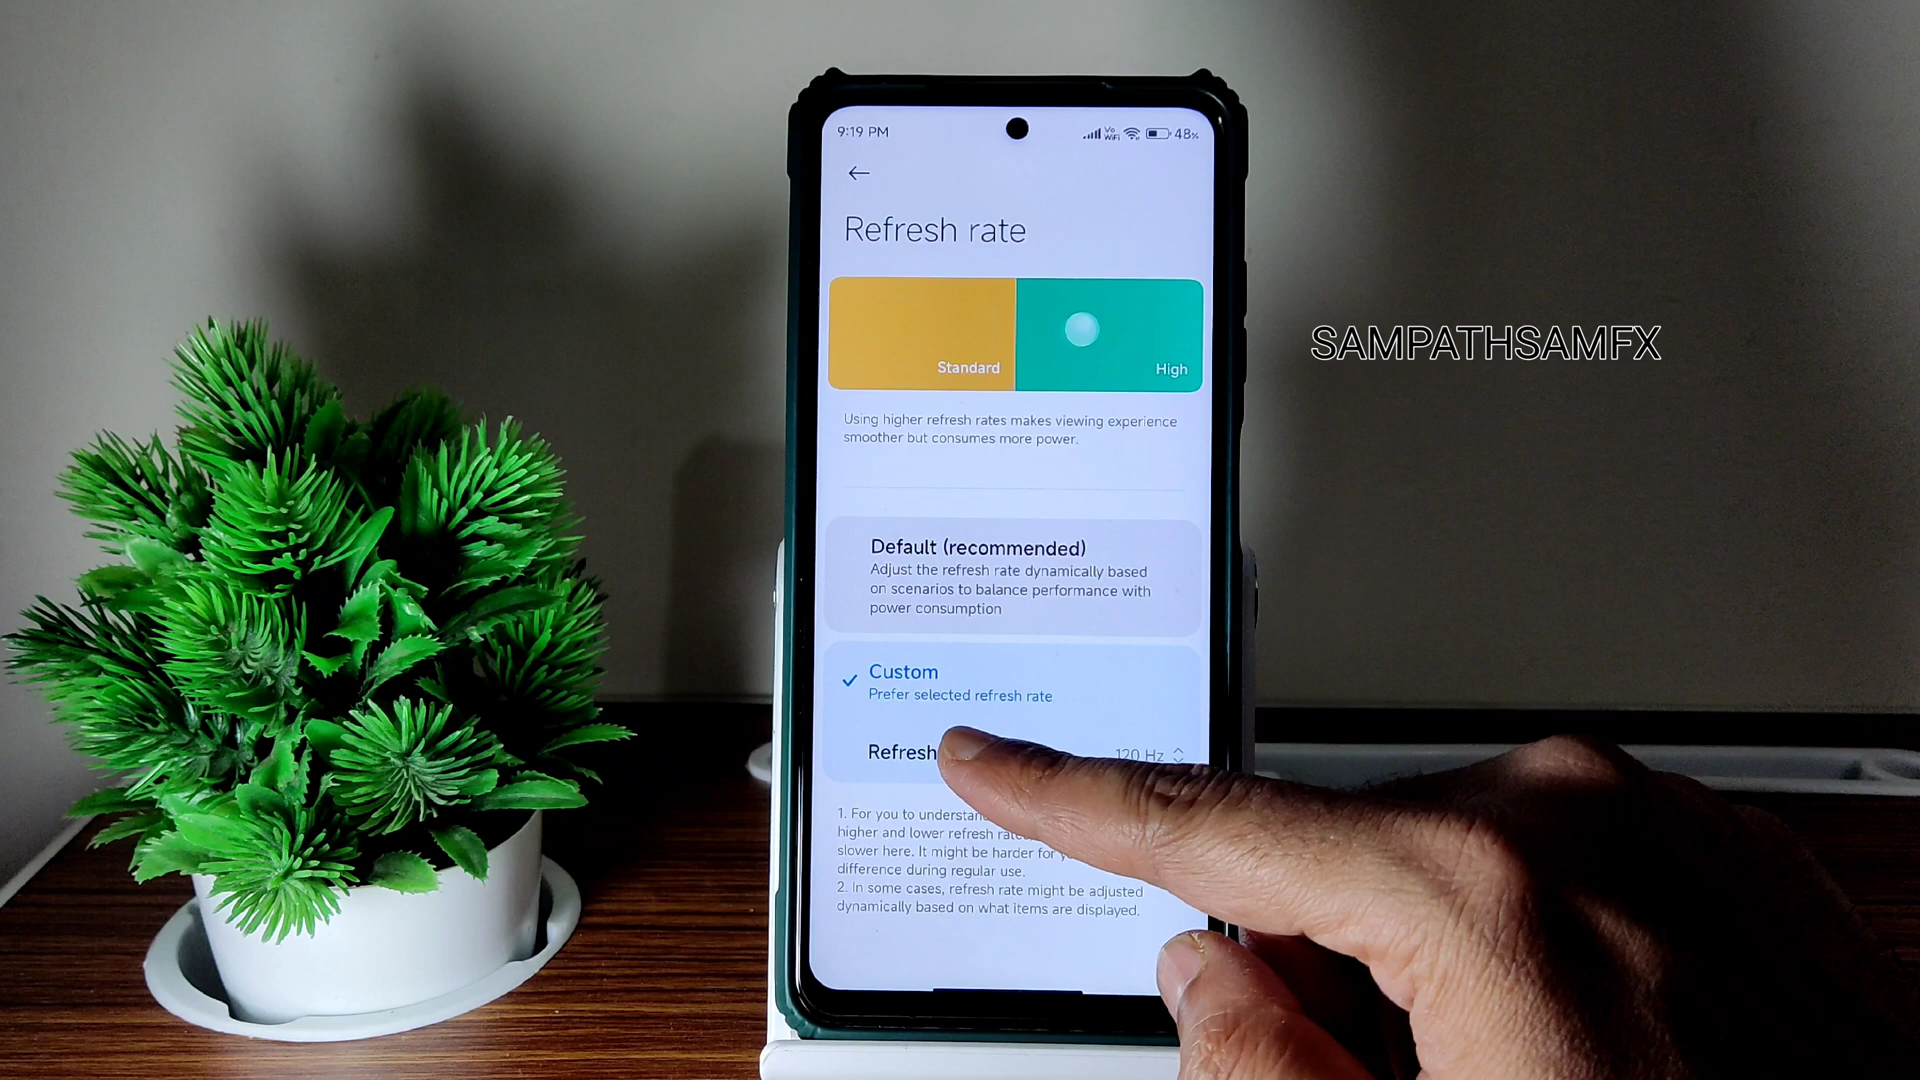 9:19 PM
Vo
WiFi
48%
Refresh rate
Standard
High
Using higher refresh rates makes viewing experience
smoother but consumes more power.
Default (recommended)
Adjust the refresh rate dynamically based
on scenarios to balance performance with
power consumption
Custom
Prefer selected refresh rate
Refresh
120 Hz
1. For you to understand
higher and lower refresh
slower here. It might be harder for
difference during regular use.
2. In some cases, refresh rate might be adjusted
dynamically based on what items are displayed.
SAMPATHSAMFX